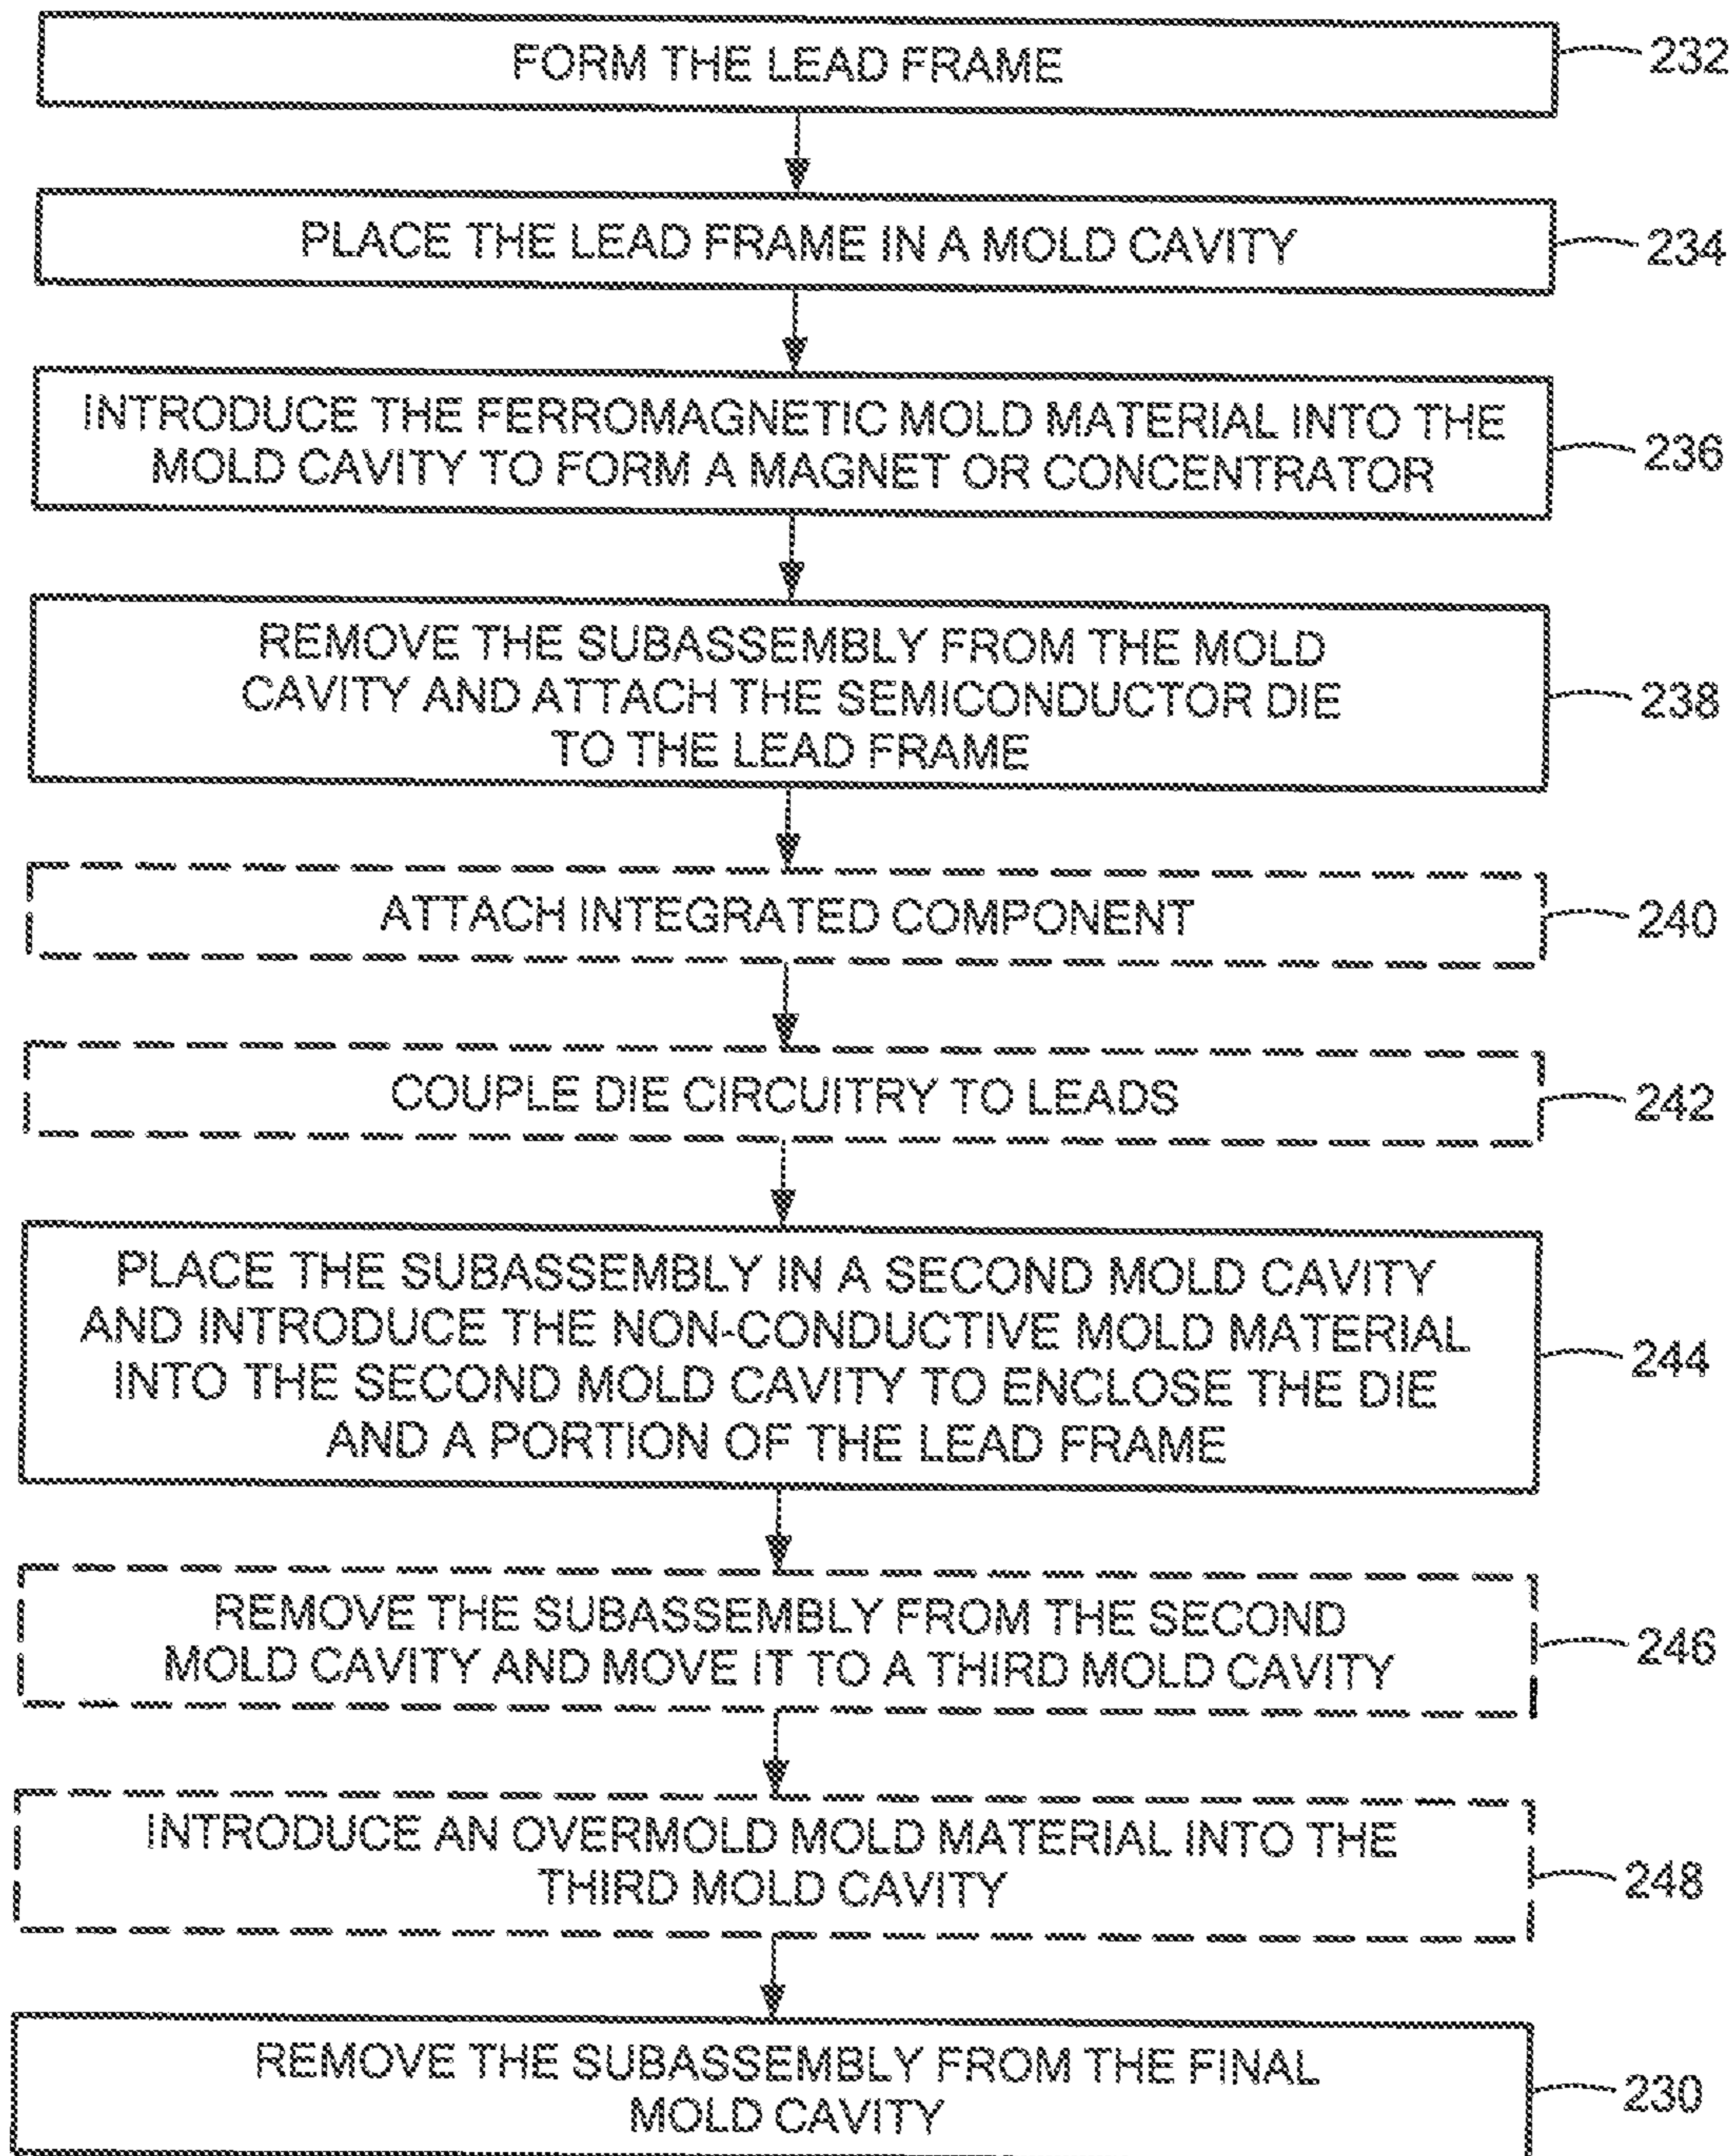 FORM THE LEAD FRAME
232
PLACE THE LEAD FRAME IN A MOLD CAVITY
234
INTRODUCE THE FERROMAGNETIC MOLD MATERIAL INTO THE
MOLD CAVITY TO FORM A MAGNET OR CONCENTRATOR
236
REMOVE THE SUBASSEMBLY FROM THE MOLD
CAVITY AND ATTACH THE SEMICONDUCTOR DIE
TO THE LEAD FRAME
238
ATTACH INTEGRATED COMPONENT
240
COUPLE DIE CIRCUITRY TO LEADS
242
PLACE THE SUBASSEMBLY IN A SECOND MOLD CAVITY
AND INTRODUCE THE NON-CONDUCTIVE MOLD MATERIAL
INTO THE SECOND MOLD CAVITY TO ENCLOSE THE DIE
AND A PORTION OF THE LEAD FRAME
244
REMOVE THE SUBASSEMBLY FROM THE SECOND
MOLD CAVITY AND MOVE IT TO A THIRD MOLD CAVITY
246
INTRODUCE AN OVERMOLD MOLD MATERIAL INTO THE
THIRD MOLD CAVITY
248
REMOVE THE SUBASSEMBLY FROM THE FINAL
MOLD CAVITY
230